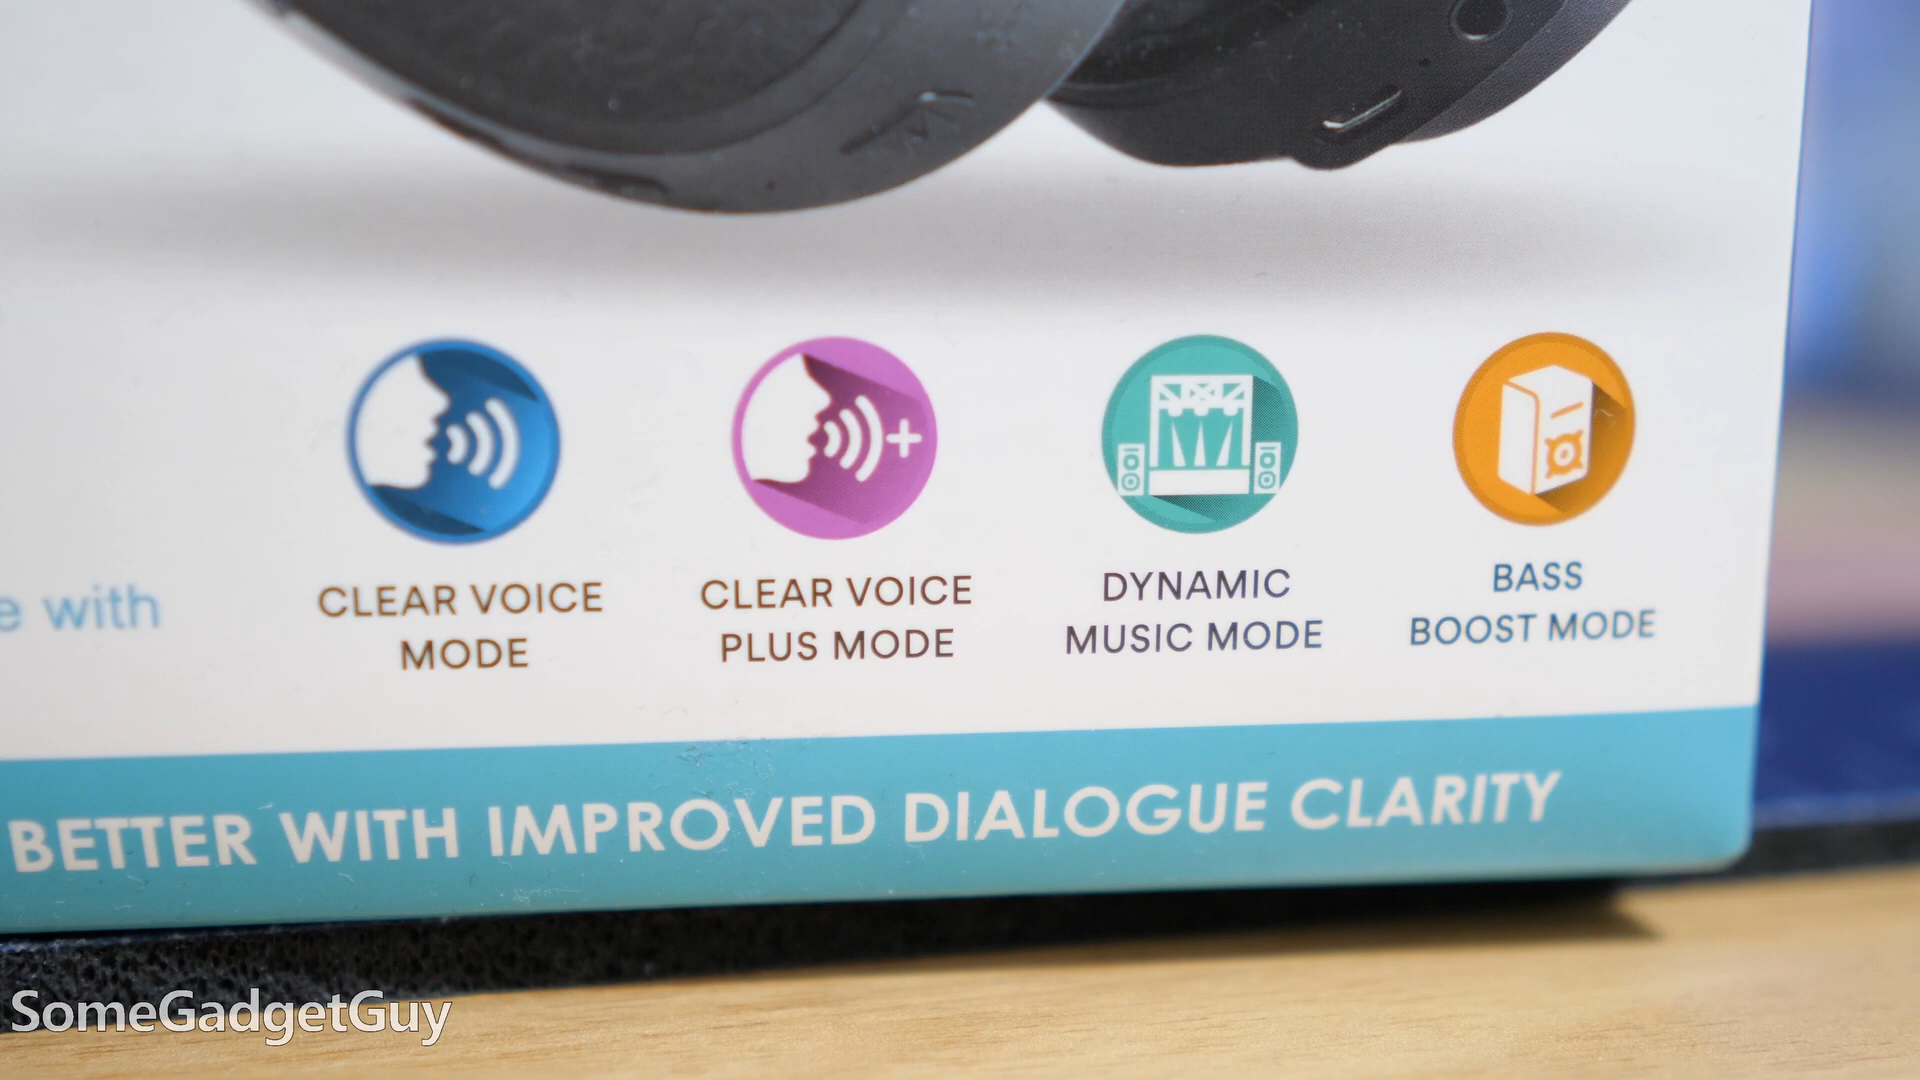 e with
CLEAR VOICE
MODE
CLEAR VOICE
PLUS MODE
DYNAMIC
MUSIC MODE
BASS
BOOST MODE
BETTER WITH IMPROVED DIALOGUE CLARITY
SomeGadgetGuy